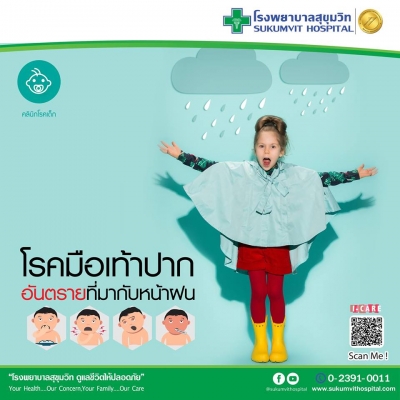 โรงพยาบาลสุขุมวิท
SUKUMVIT HOSPITAL
คลินิกโรคเด็ก
โรคมือเท้าปาก
อันตรายที่มากับหน้าฝน
CARE
Scan Me !
"โรงพยาบาลสุขุมวิท ดูแลชีวิตให้ปลอดภัย"
Your Health....Our Concern,Your Family....Our Care
#sukumvithospital
0-2391-0011
www.sukumvithospital.com